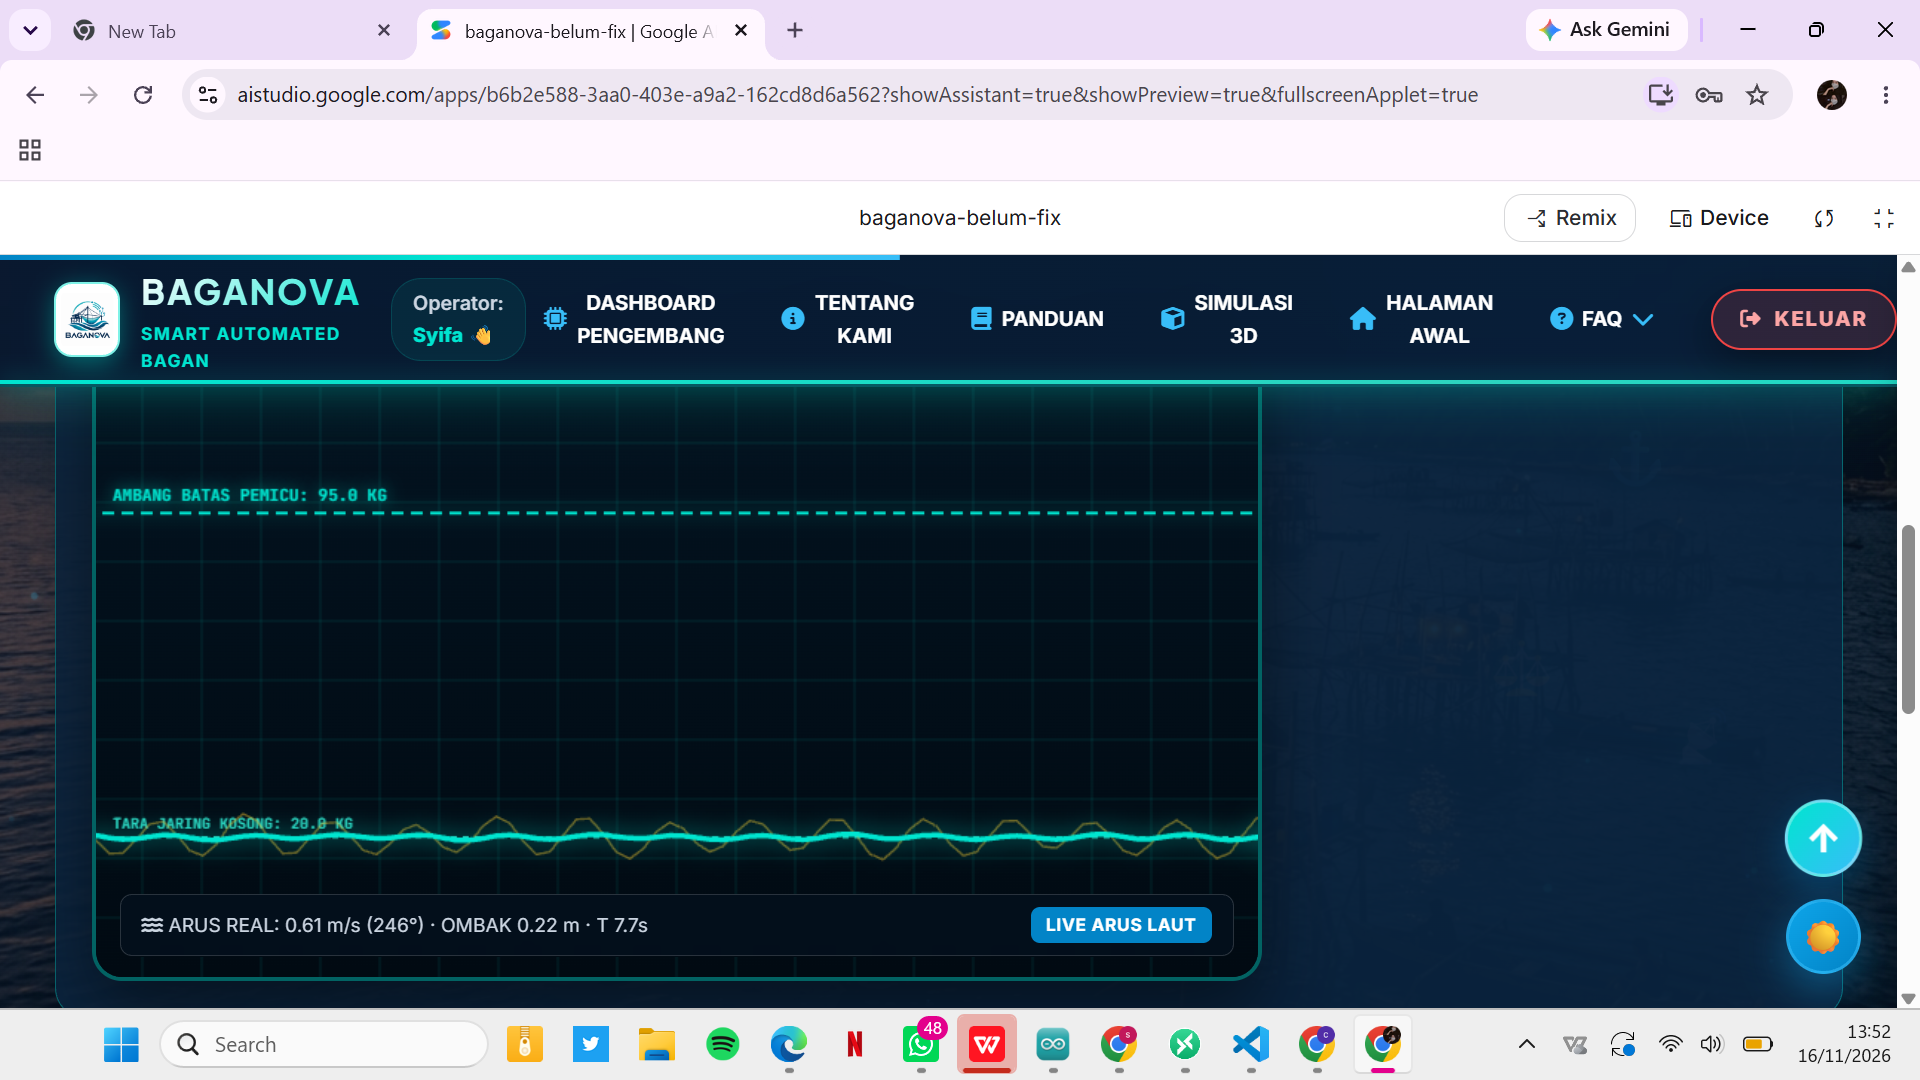 New Tab
baganova-belum-fix | Google A
Ask Gemini
aistudio.google.com/apps/b6b2e588-3aa0-403e-a9a2-162cd8d6a562?showAssistant=true&showPreview=true&fullscreenApplet=true
baganova-belum-fix
Remix
Device
BAGANOVA
BAGANOVA
SMART AUTOMATED
BAGAN
Operator:
Syifa 👋
DASHBOARD
PENGEMBANG
TENTANG
KAMI
PANDUAN
SIMULASI
3D
HALAMAN
AWAL
FAQ
KELUAR
AMBANG BATAS PEMICU: 95.0 KG
TARA JARING KOSONG: 20.0 KG
ARUS REAL: 0.61 m/s (246°) · OMBAK 0.22 m · T 7.7s
LIVE ARUS LAUT
Search
48
13:52
16/11/2026